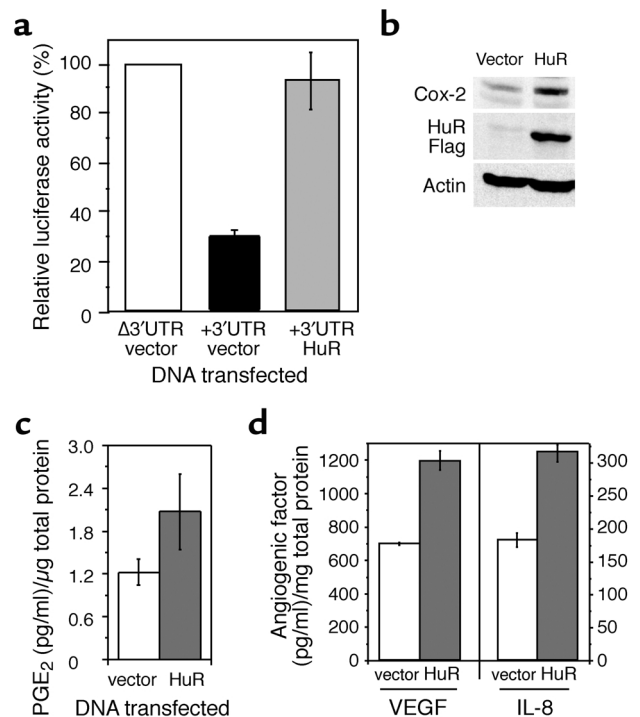 a
Relative luciferase activity (%)
100
80
60
40
20
0
Δ3′UTR
vector
+3′UTR
vector
+3′UTR
HuR
DNA transfected
b
Vector HuR
Cox-2
HuR
Flag
Actin
c
PGE2 (pg/ml)/μg total protein
3.0
2.4
1.8
1.2
0.6
0
vector HuR
DNA transfected
d
Angiogenic factor
(pg/ml)/mg total protein
1200
1000
800
600
400
200
0
300
250
200
150
100
50
0
vector HuR
VEGF
vector HuR
IL-8